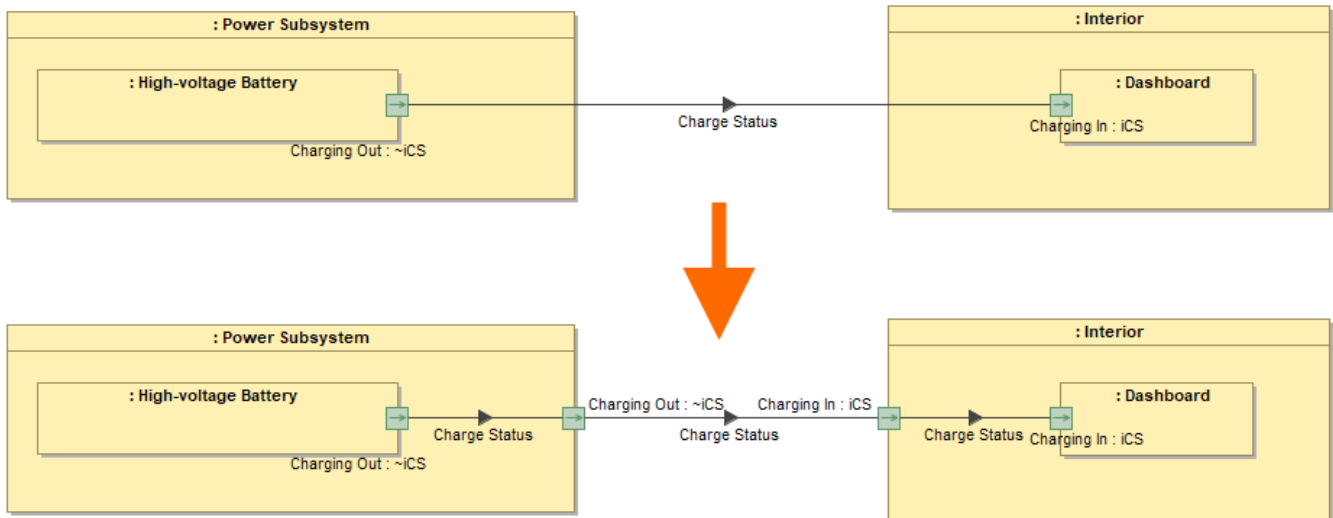 : Power Subsystem
: Interior
: High-voltage Battery
: Dashboard
Charge Status
Charging In : iCS
Charging Out : ~iCS
: Power Subsystem
: Interior
: High-voltage Battery
: Dashboard
Charging Out : ~iCS
Charging In : iCS
Charge Status
Charge Status
Charge Status
Charging In : iCS
Charging Out : ~iCS